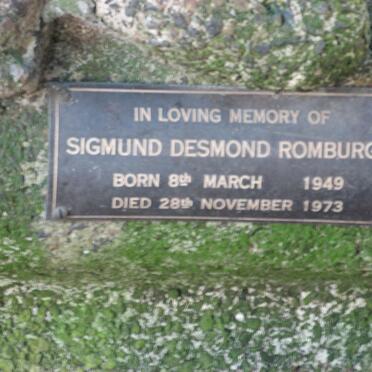 IN LOVING MEMORY OF
SIGMUND DESMOND ROMBURG
BORN 8th MARCH 1949
DIED 28th NOVEMBER 1973